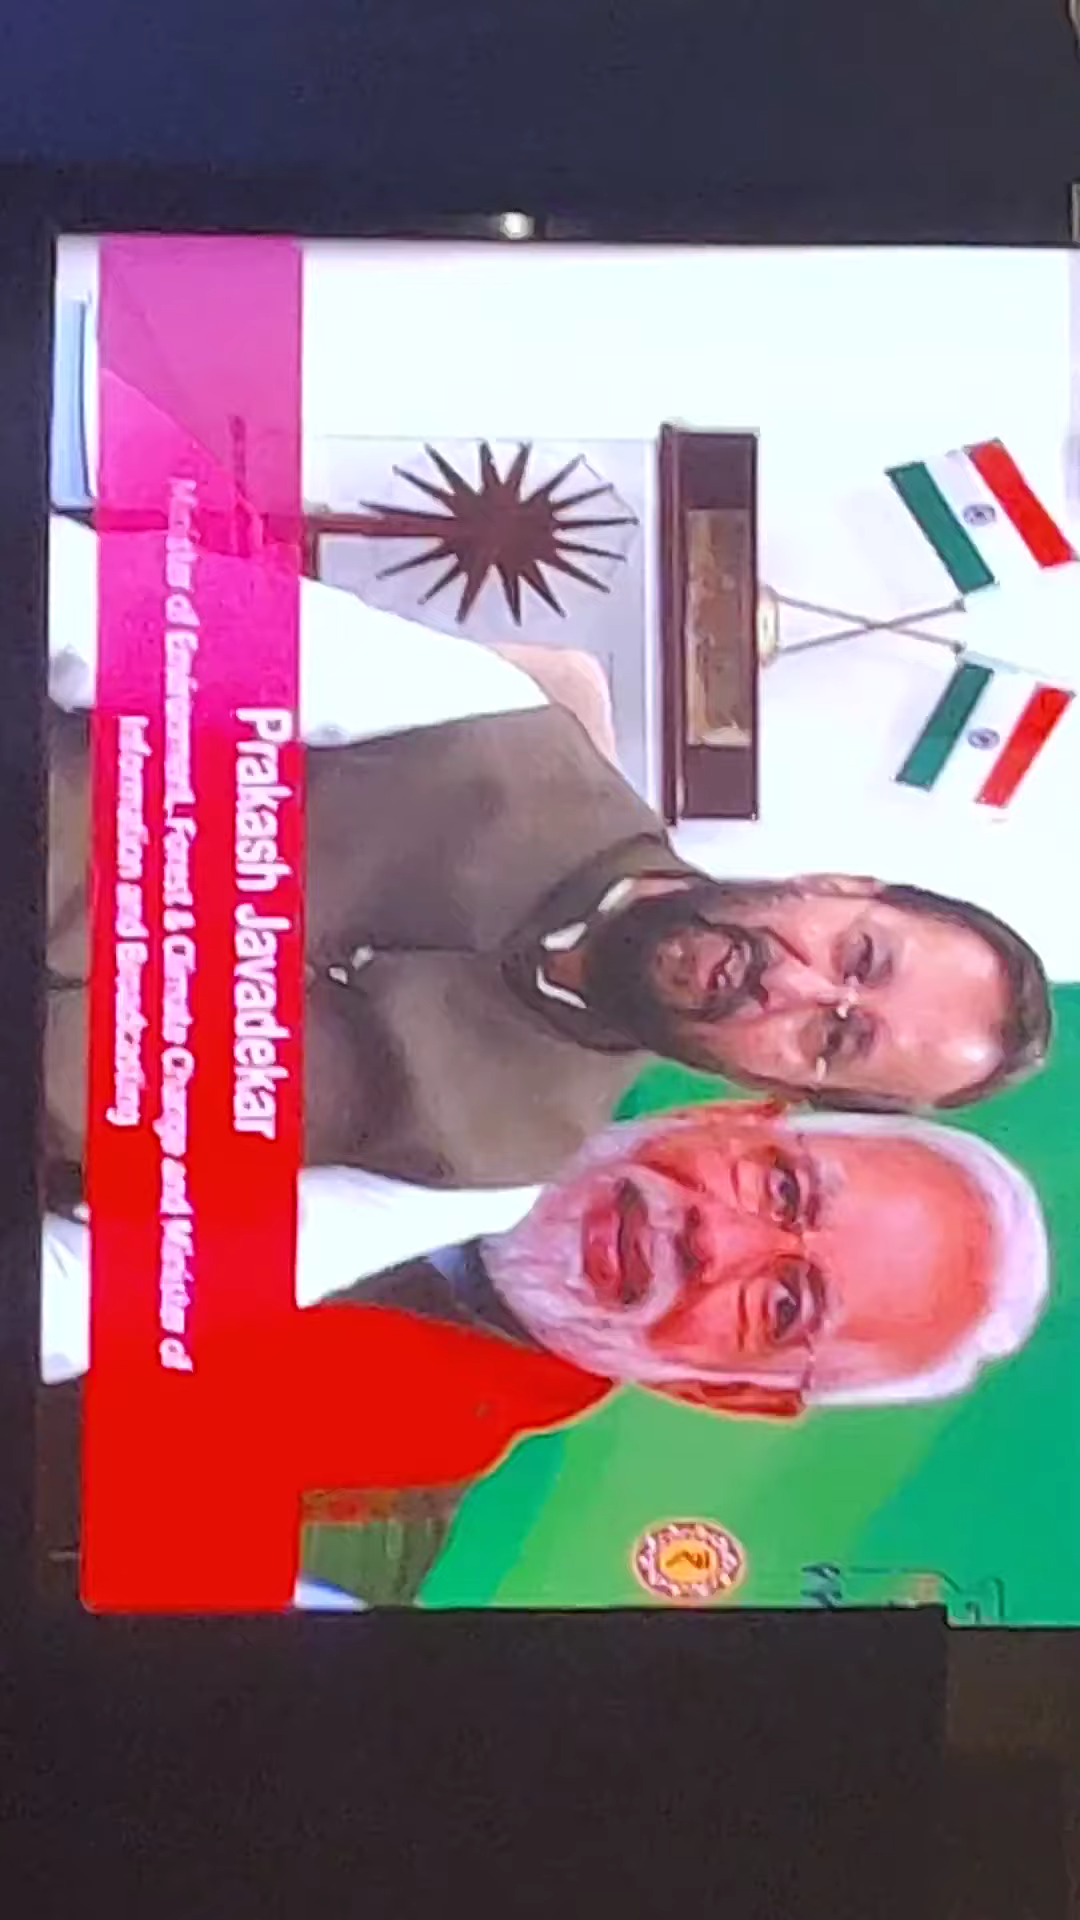 Prakash Javadekar
Minister of Environment, Forest & Climate Change and Minister of
Information and Broadcasting